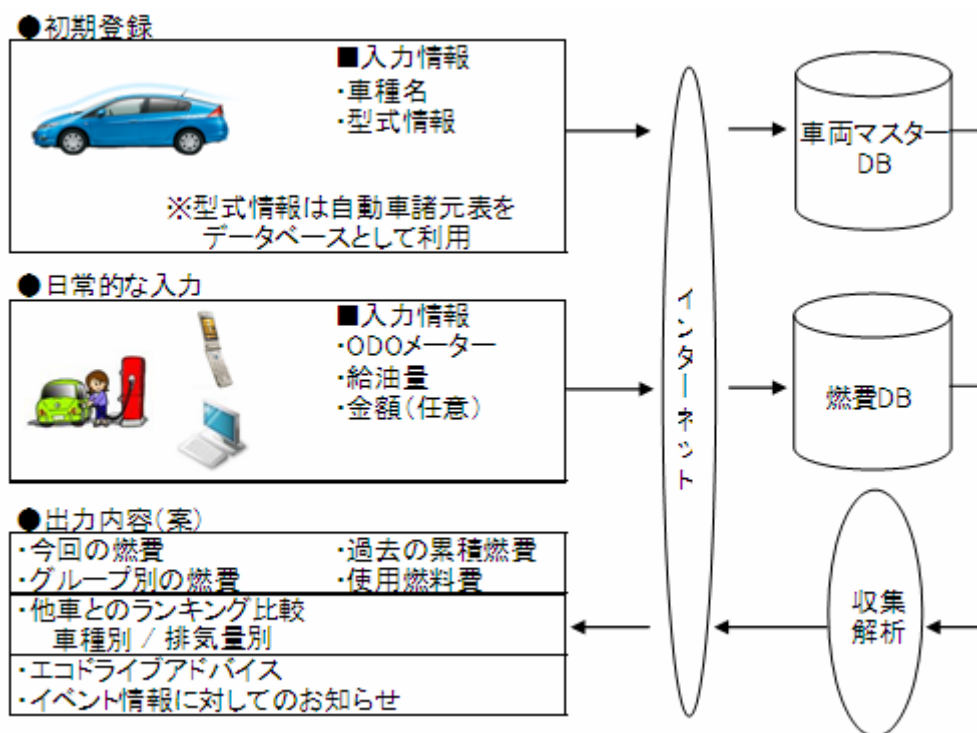 ●初期登録
■入力情報
・車種名
・型式情報
※型式情報は自動車諸元表を
データベースとして利用
●日常的な入力
■入力情報
・ODOメーター
・給油量
・金額(任意)
●出力内容(案)
・今回の燃費 ・過去の累積燃費
・グループ別の燃費 ・使用燃料費
・他車とのランキング比較
車種別 / 排気量別
・エコドライブアドバイス
・イベント情報に対してのお知らせ
インターネット
車両マスター
DB
燃費DB
収集
解析